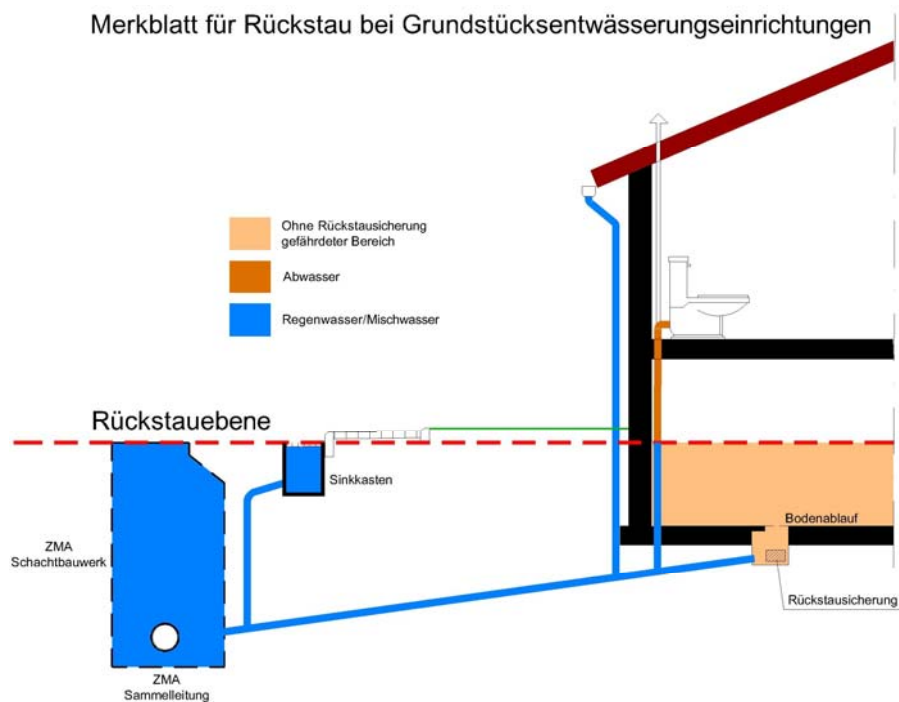 Merkblatt für Rückstau bei Grundstücksentwässerungseinrichtungen
Ohne Rückstausicherung
gefährdeter Bereich
Abwasser
Regenwasser/Mischwasser
Rückstauebene
Sinkkasten
ZMA
Schachtbauwerk
Bodenablauf
Rückstausicherung
ZMA
Sammelleitung